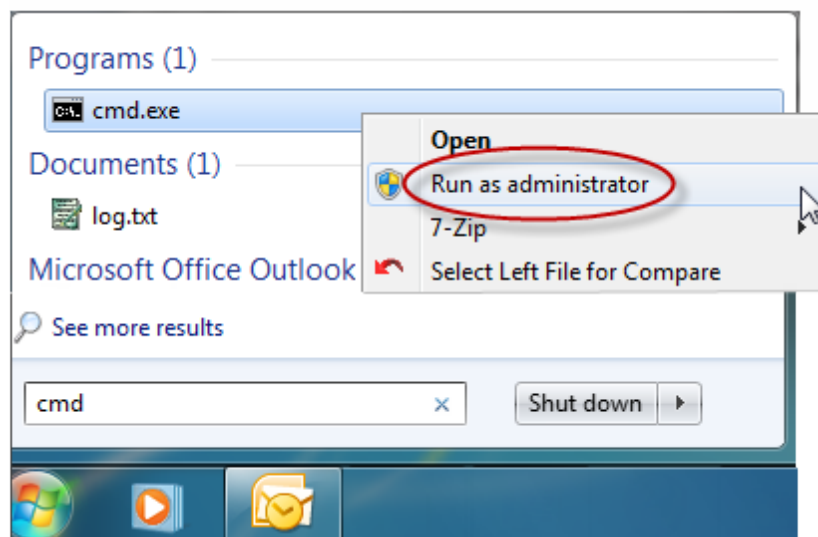 Programs (1)
cmd.exe
Open
Documents (1)
Run as administrator
log.txt
7-Zip
Microsoft Office Outlook
Select Left File for Compare
See more results
cmd
Shut down